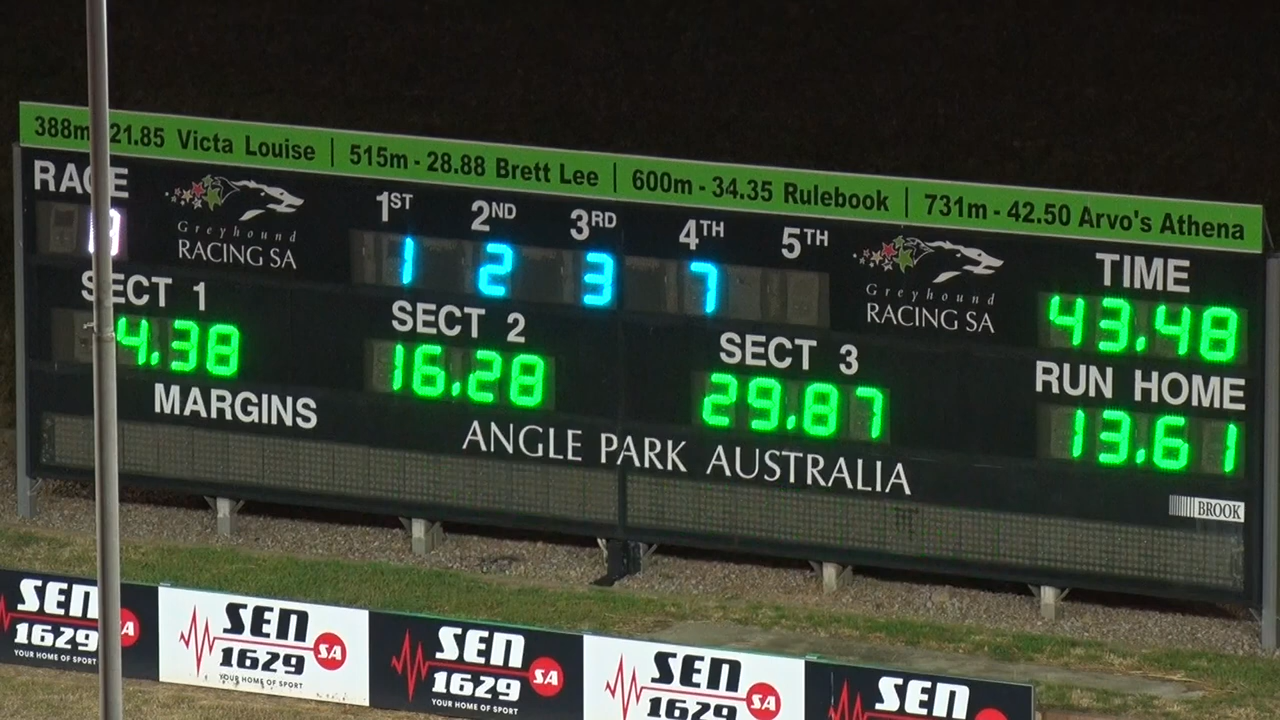 388m 21.85 Victa Louise | 515m - 28.88 Brett Lee | 600m - 34.35 Rulebook | 731m - 42.50 Arvo's Athena
RACE
Greyhound
RACING SA
1ST 2ND 3RD 4TH 5TH
1 2 3 7
Greyhound
RACING SA
TIME
43.48
SECT 1
4.38
SECT 2
16.28
SECT 3
29.87
RUN HOME
13.61
MARGINS
ANGLE PARK AUSTRALIA
BROOK
SEN
1629
SA
YOUR HOME OF SPORT
SEN
1629
SA
YOUR HOME OF SPORT
SEN
1629
SA
YOUR HOME OF SPORT
SEN
1629
SA
SEN